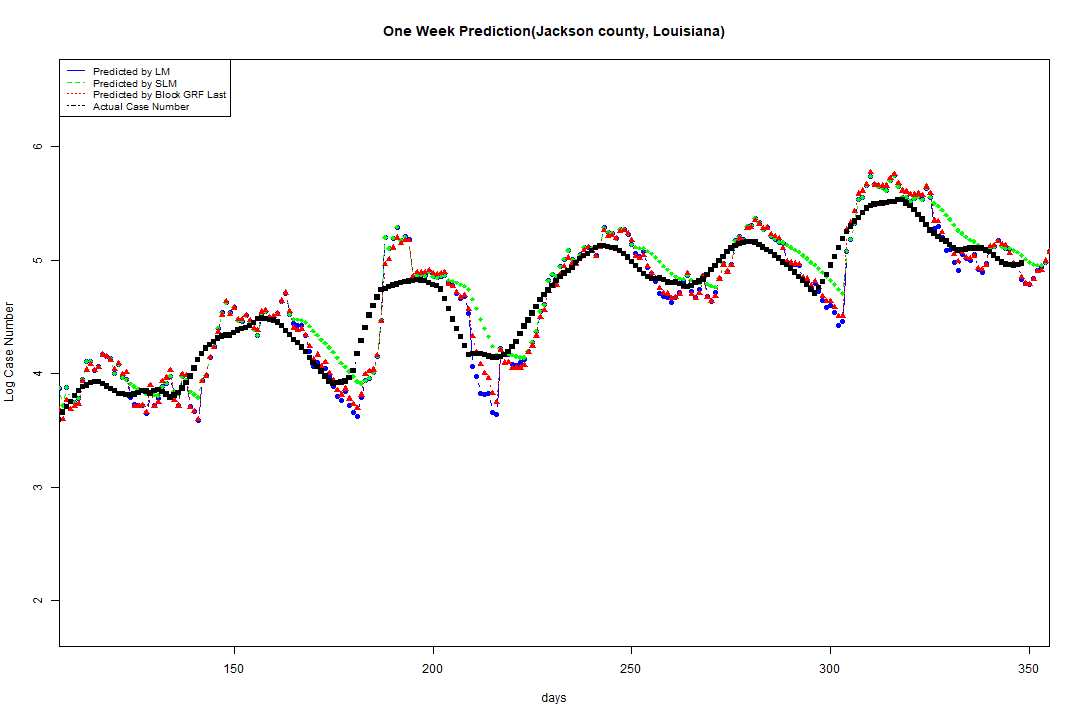 One Week Prediction(Jackson county, Louisiana)
Predicted by LM
Predicted by SLM
Predicted by Block GRF Last
Actual Case Number
6
5
4
3
2
Log Case Number
150 200 250 300 350
days